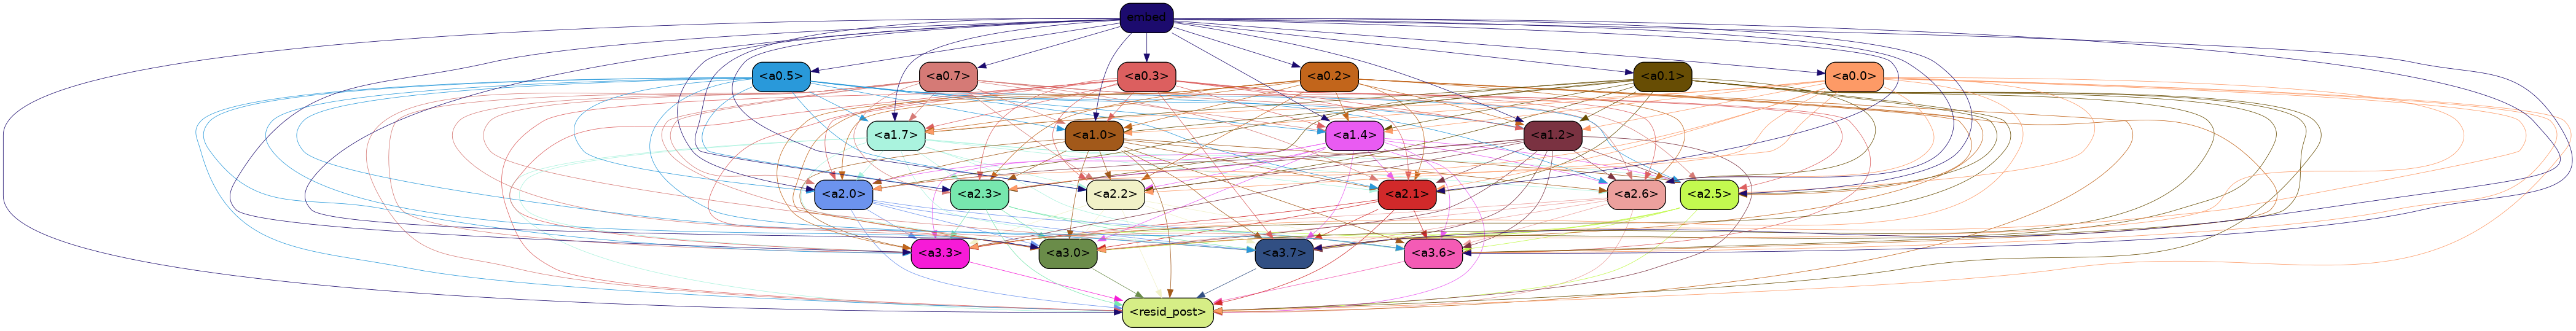 embed
<a0.5> <a0.7> <a0.3> <a0.2> <a0.1> <a0.0>
<a1.7> <a1.0> <a1.4> <a1.2>
<a2.0> <a2.3> <a2.2> <a2.1> <a2.6> <a2.5>
<a3.3> <a3.0> <a3.7> <a3.6>
<resid_post>